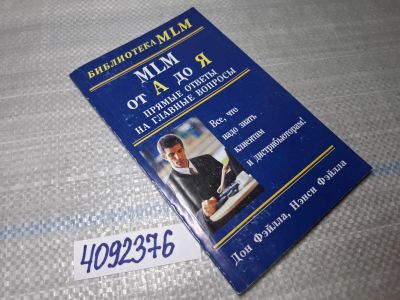 БИБЛИОТЕКА MLM
MLM
ОТ А ДО Я
ПРЯМЫЕ ОТВЕТЫ
НА ГЛАВНЫЕ ВОПРОСЫ
Все, что
надо знать
клиентам
и дистрибьюторам!
Дон Фэйлла, Нэнси Фэйлла
4092376